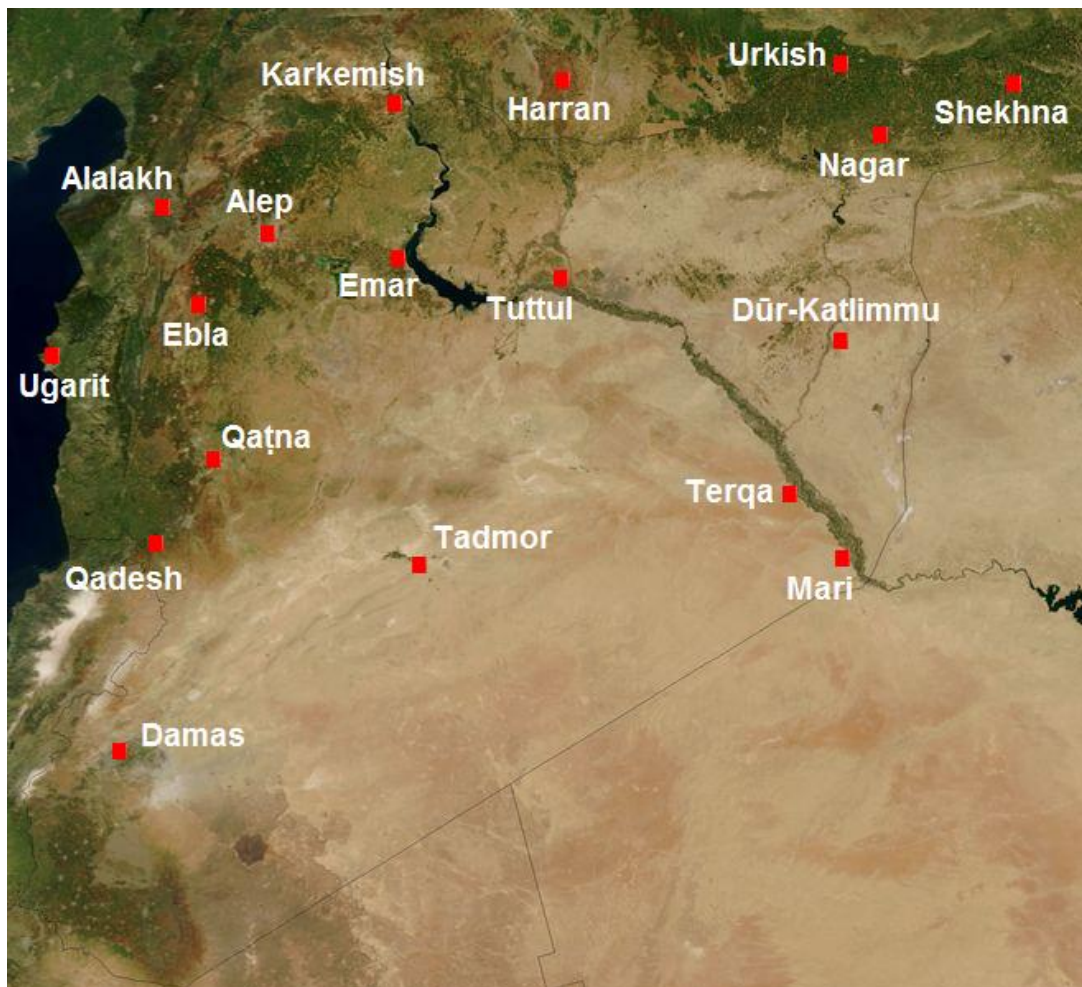 Urkish
Karkemish
Harran
Shekhna
Nagar
Alalakh
Alep
Emar
Tuttul
Dūr-Katlimmu
Ebla
Ugarit
Qaṭna
Terqa
Tadmor
Qadesh
Mari
Damas